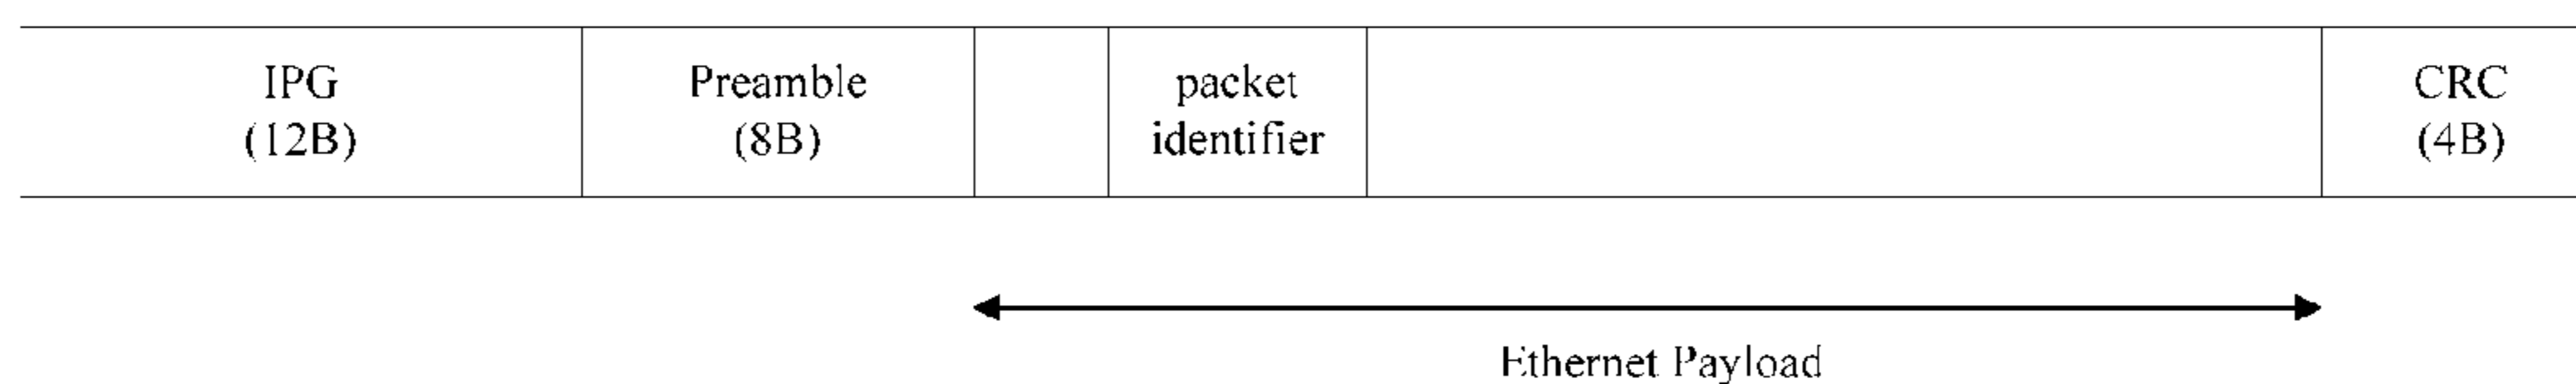 IPG
(12B)
Preamble
(8B)
packet
identifier
CRC
(4B)
Ethernet Payload